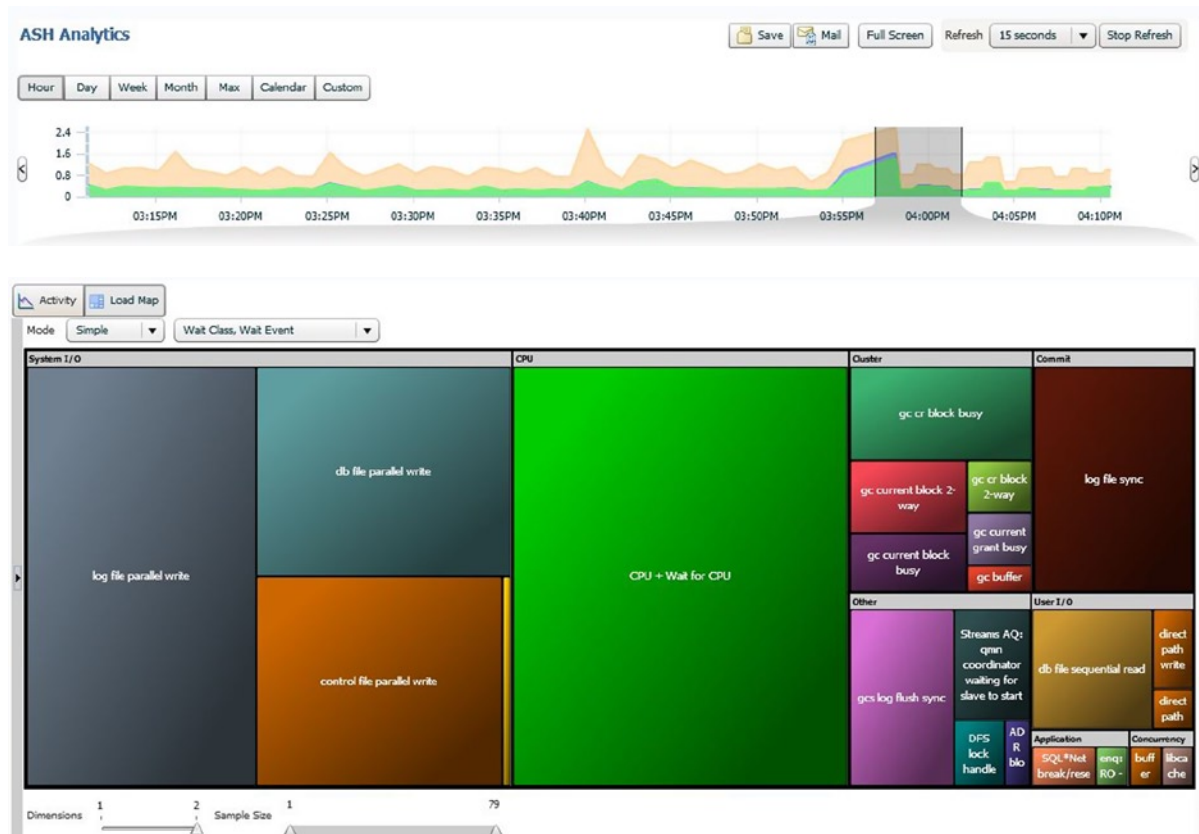 ASH Analytics
Save
Mail
Full Screen
Refresh
15 seconds
Stop Refresh
Hour
Day
Week
Month
Max
Calendar
Custom
2.4
1.6
0.8
0
03:15PM
03:20PM
03:25PM
03:30PM
03:35PM
03:40PM
03:45PM
03:50PM
03:55PM
04:00PM
04:05PM
04:10PM
Activity
Load Map
Mode
Simple
Wait Class, Wait Event
System I/O
log file parallel write
db file parallel write
control file parallel write
CPU
CPU + Wait for CPU
Cluster
gc cr block busy
gc current block 2-
way
gc cr block
2-way
gc current block
busy
gc current
grant busy
gc buffer
Commit
log file sync
Other
gcs log flush sync
Streams AQ:
qmn
coordinator
waiting for
slave to start
DFS
lock
handle
AD
R
blo
User I/O
db file sequential read
direct
path
write
direct
path
Application
SQL*Net
break/rese
enq:
RO -
Concurrency
buff
er
libca
che
Dimensions
1
2
Sample Size
1
79